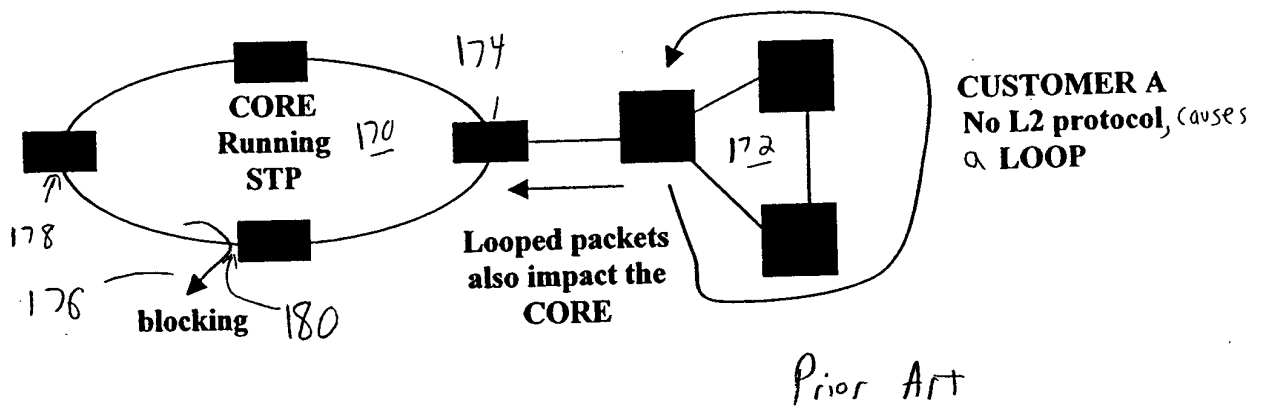 174
CORE
Running
STP
170
172
CUSTOMER A
No L2 protocol, causes
a LOOP
178
176
blocking
180
Looped packets
also impact the
CORE
Prior Art